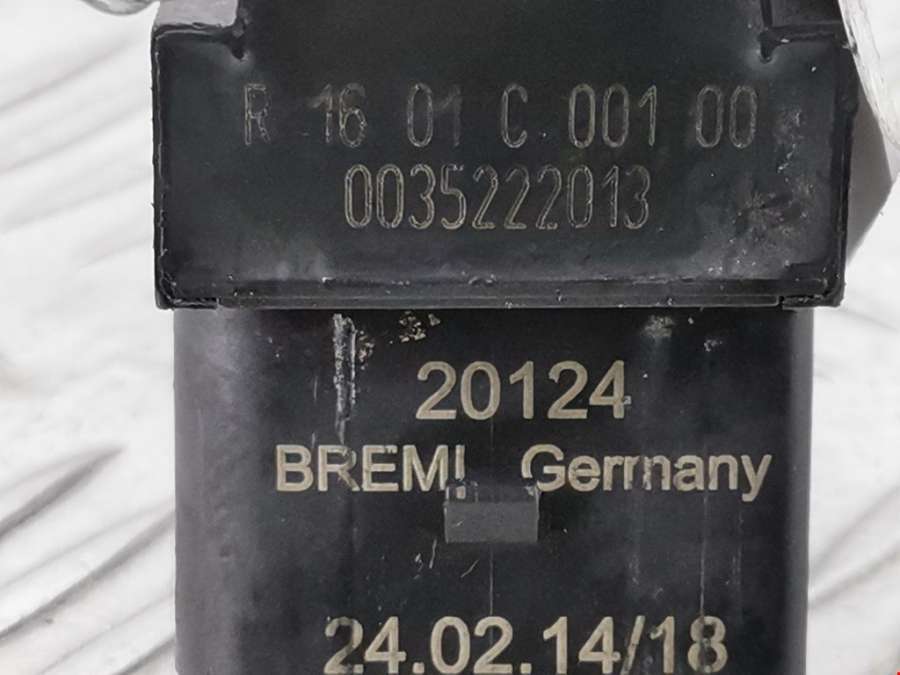 R 16 01 C 001 00
0035222013
20124
BREMI Germany
24.02.14/18